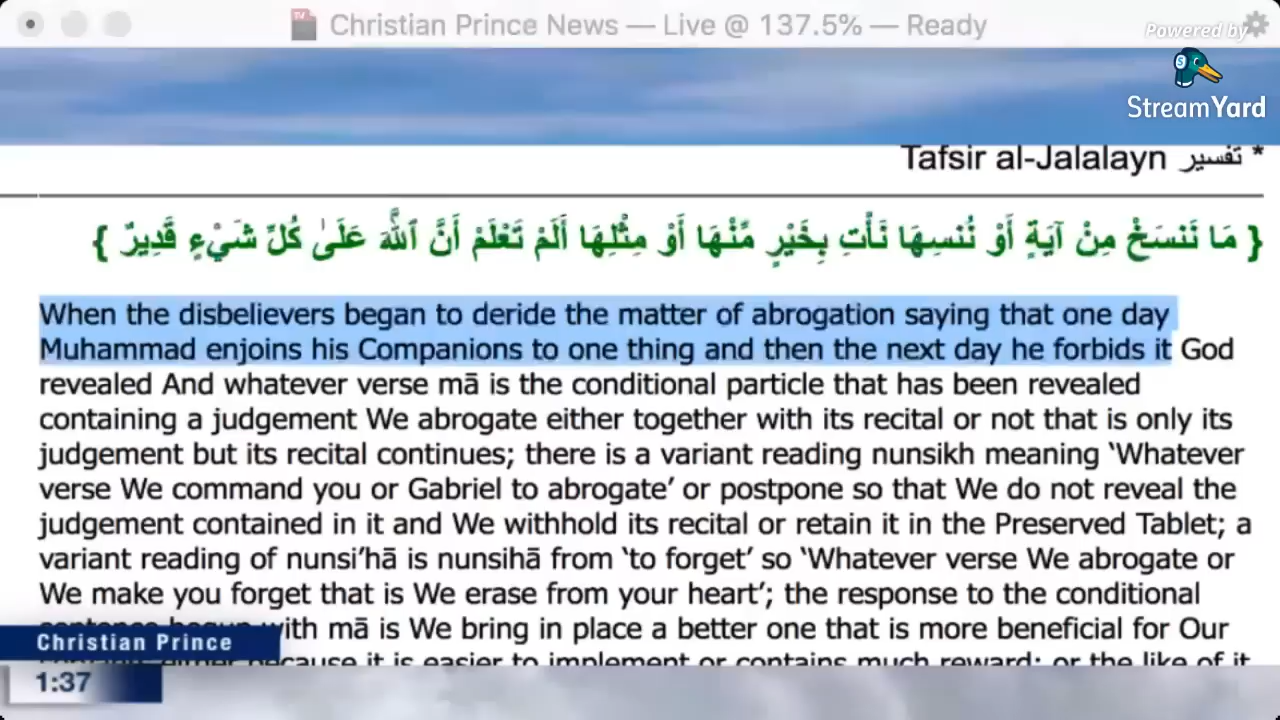 Christian Prince News — Live @ 137.5% — Ready
Powered by
StreamYard
Tafsir al-Jalalayn تفسير *
{ مَا نَنسَخْ مِنْ آيَةٍ أَوْ نُنسِهَا نَأْتِ بِخَيْرٍ مِّنْهَا أَوْ مِثْلِهَا أَلَمْ تَعْلَمْ أَنَّ ٱللَّهَ عَلَىٰ كُلِّ شَيْءٍ قَدِيرٌ }
When the disbelievers began to deride the matter of abrogation saying that one day
Muhammad enjoins his Companions to one thing and then the next day he forbids it God
revealed And whatever verse mā is the conditional particle that has been revealed
containing a judgement We abrogate either together with its recital or not that is only its
judgement but its recital continues; there is a variant reading nunsikh meaning ‘Whatever
verse We command you or Gabriel to abrogate’ or postpone so that We do not reveal the
judgement contained in it and We withhold its recital or retain it in the Preserved Tablet; a
variant reading of nunsi’hā is nunsihā from ‘to forget’ so ‘Whatever verse We abrogate or
We make you forget that is We erase from your heart’; the response to the conditional
with mā is We bring in place a better one that is more beneficial for Our
because it is easier to implement or contains much reward; or the like of it
Christian Prince
1:37